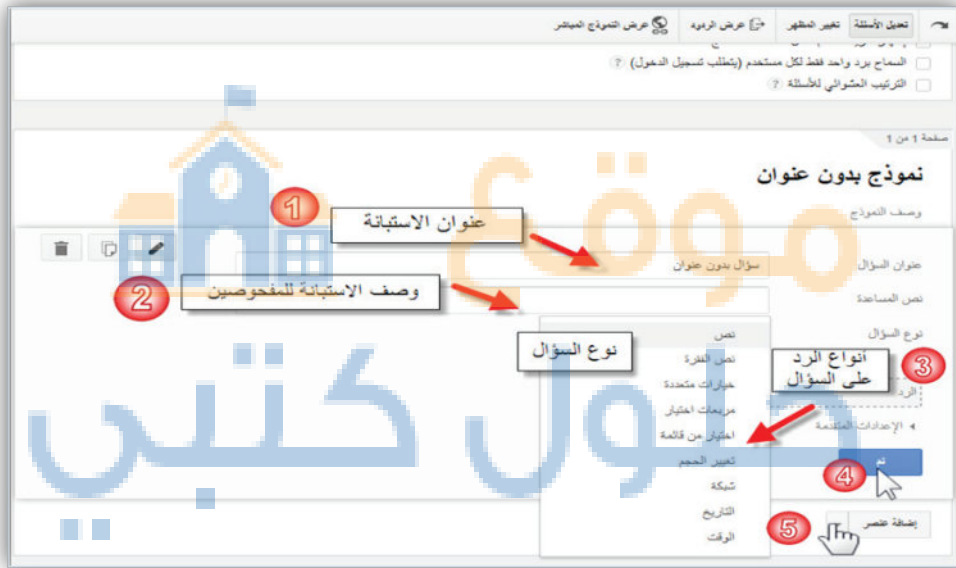 تعديل الأسئلة تغيير المظهر عرض الردود عرض النموذج المباشر
السماح برد واحد فقط لكل مستخدم (يتطلب تسجيل الدخول) ?
الترتيب العشوائي للأسئلة ?
صفحة 1 من 1
نموذج بدون عنوان
وصف النموذج
1 عنوان الاستبانة
عنوان السؤال سؤال بدون عنوان
نص المساعدة
2 وصف الاستبانة للمفحوصين
نوع السؤال
نوع السؤال
3 أنواع الرد
على السؤال
نص
نص الفقرة
خيارات متعددة
مربعات اختيار
اختيار من قائمة
تغيير الحجم
شبكة
التاريخ
الوقت
الرد
الإعدادات المتقدمة
تم
4
إضافة عنصر
5
موقع
حلول كتبي